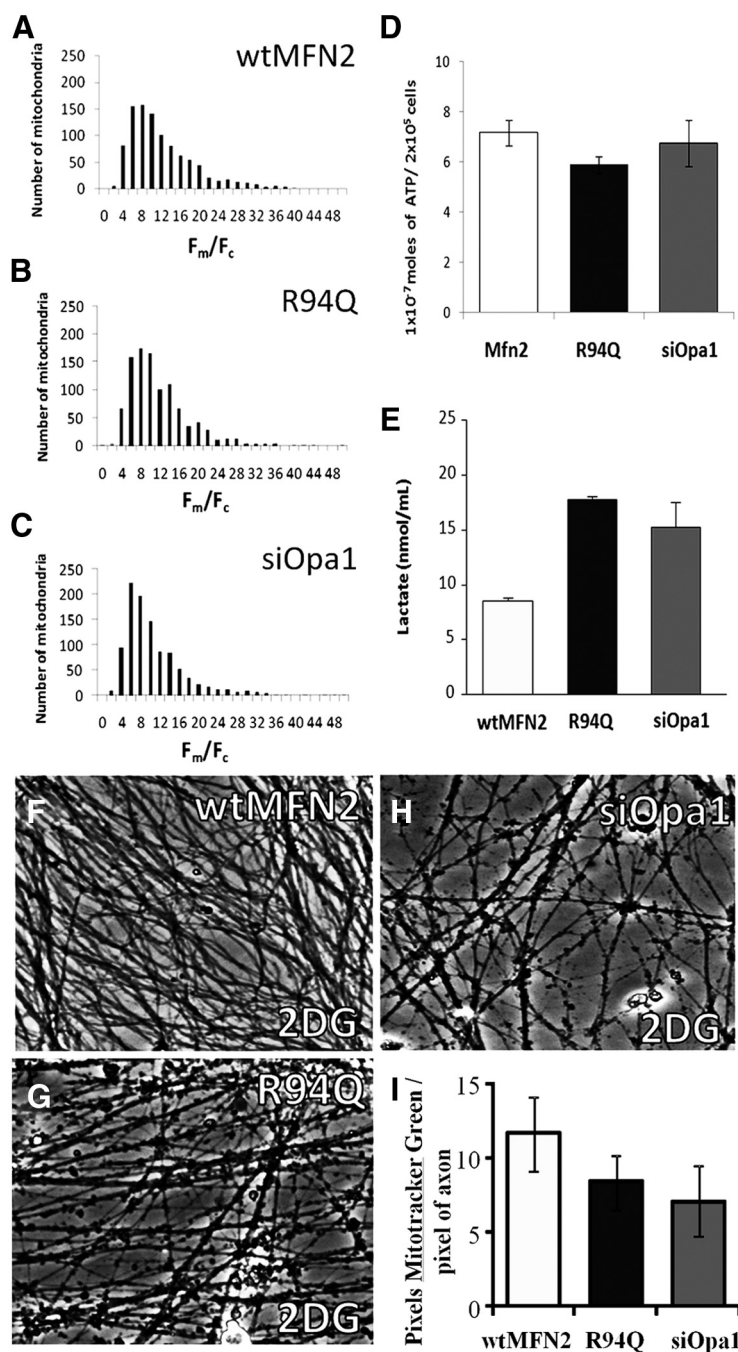 A
wtMFN2
Number of mitochondria
250
200
150
100
50
0
0 4 8 12 16 20 24 28 32 36 40 44 48
Fm/Fc
B
R94Q
Number of mitochondria
250
200
150
100
50
0
0 4 8 12 16 20 24 28 32 36 40 44 48
Fm/Fc
C
siOpa1
Number of mitochondria
250
200
150
100
50
0
0 4 8 12 16 20 24 28 32 36 40 44 48
Fm/Fc
D
1x10⁻⁷ moles of ATP/ 2x10⁵ cells
10
8
6
4
2
0
Mfn2 R94Q siOpa1
E
Lactate (nmol/mL)
25
20
15
10
5
0
wtMFN2 R94Q siOpa1
F
wtMFN2
2DG
H
siOpa1
2DG
G
R94Q
2DG
I
Pixels Mitotracker Green /
pixel of axon
15
10
5
0
wtMFN2 R94Q siOpa1